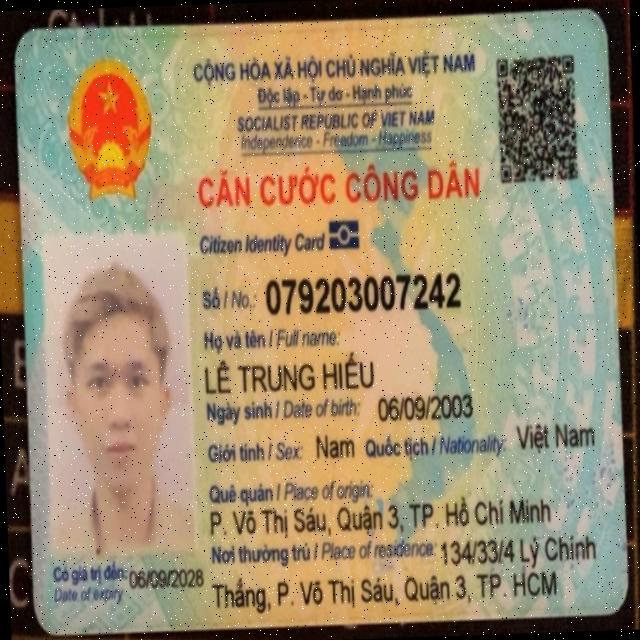 CỘNG HÒA XÃ HỘI CHỦ NGHĨA VIỆT NAM
Độc lập - Tự do - Hạnh phúc
SOCIALIST REPUBLIC OF VIET NAM
Independence - Freedom - Happiness
CĂN CƯỚC CÔNG DÂN
Citizen Identity Card
Số / No.: 079203007242
Họ và tên / Full name:
LÊ TRUNG HIẾU
Ngày sinh / Date of birth: 06/09/2003
Giới tính / Sex: Nam Quốc tịch / Nationality: Việt Nam
Quê quán / Place of origin:
P. Võ Thị Sáu, Quận 3, TP. Hồ Chí Minh
Nơi thường trú / Place of residence: 134/33/4 Lý Chính
Thắng, P. Võ Thị Sáu, Quận 3, TP. HCM
Có giá trị đến: 06/09/2028
Date of expiry